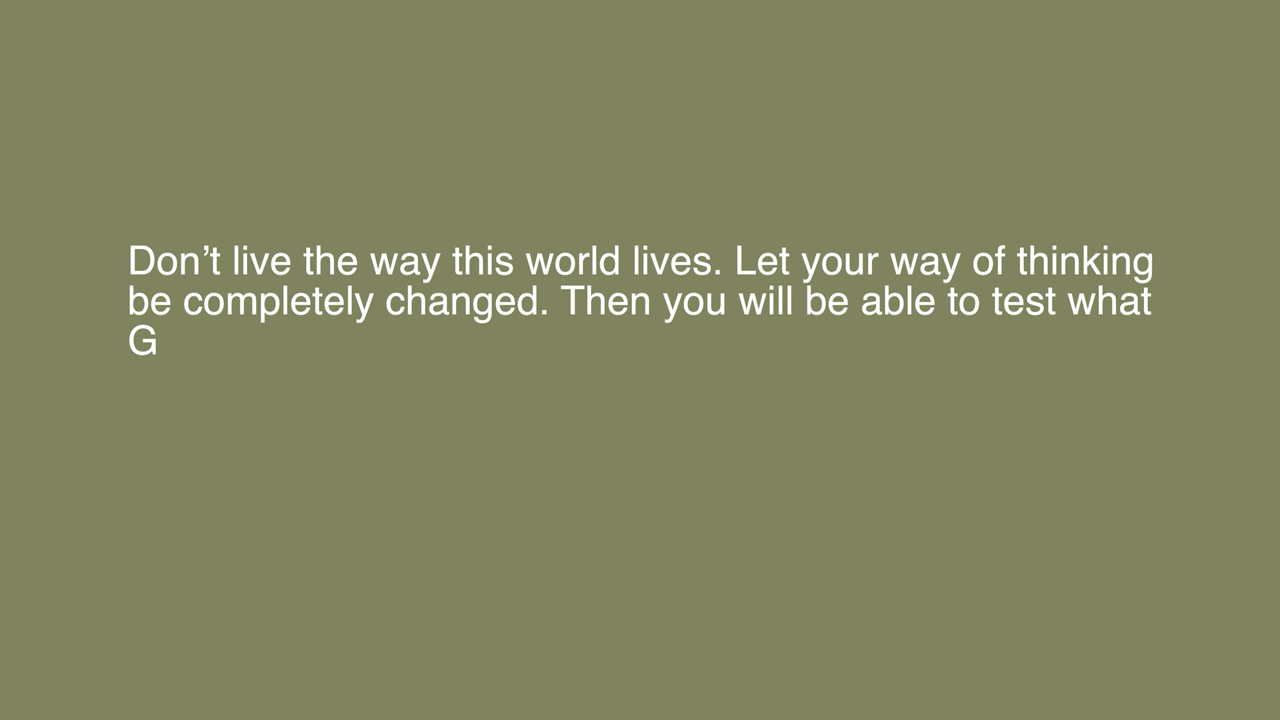 Don’t live the way this world lives. Let your way of thinking
be completely changed. Then you will be able to test what
G